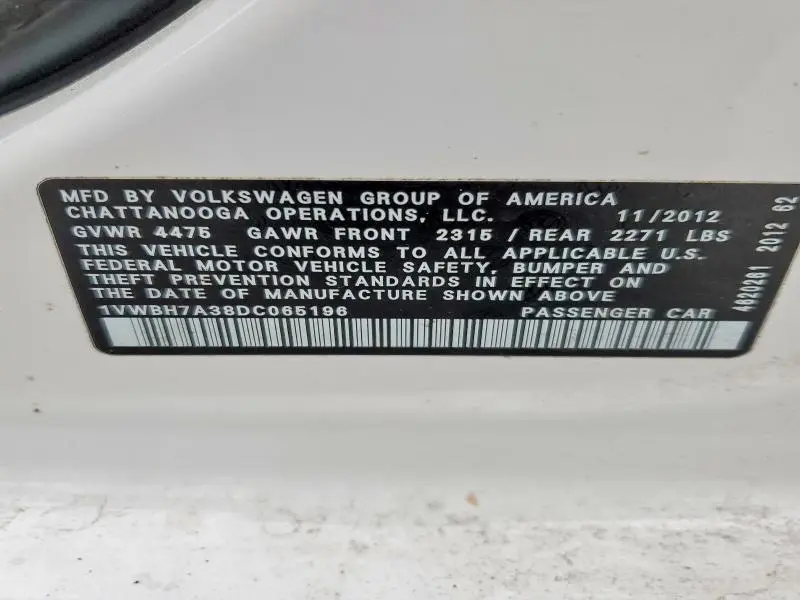 MFD BY VOLKSWAGEN GROUP OF AMERICA
CHATTANOOGA OPERATIONS, LLC. 11/2012
GVWR 4475 GAWR FRONT 2315 / REAR 2271 LBS
THIS VEHICLE CONFORMS TO ALL APPLICABLE U.S.
FEDERAL MOTOR VEHICLE SAFETY, BUMPER AND
THEFT PREVENTION STANDARDS IN EFFECT ON
THE DATE OF MANUFACTURE SHOWN ABOVE
1VWBH7A38DC065196 PASSENGER CAR
4620261 2012 62